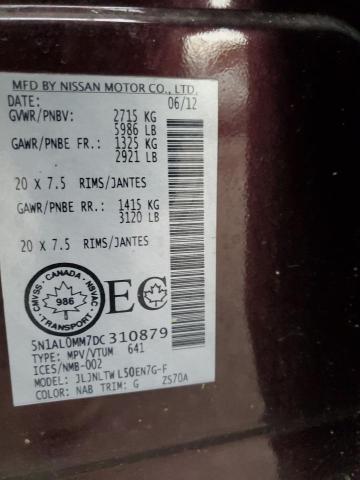 MFD BY NISSAN MOTOR CO., LTD.
DATE: 06/12
GVWR/PNBV: 2715 KG
5986 LB
GAWR/PNBE FR.: 1325 KG
2921 LB
20 X 7.5 RIMS/JANTES
GAWR/PNBE RR.: 1415 KG
3120 LB
20 X 7.5 RIMS/JANTES
CMVSS - CANADA - NSVAC
986
EC
5N1AL0MM7DC310879
TYPE: MPV/VTUM 641
ICES/NMB-002
MODEL: JLJNLTWL50EN7G-F
COLOR: NAB TRIM: G ZS70A